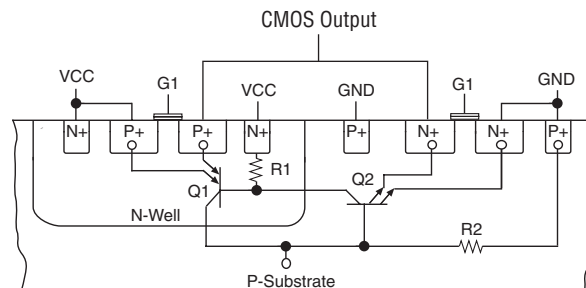 CMOS Output
VCC G1 VCC GND G1 GND
N+ P+ P+ N+ P+ N+ N+ P+
R1
Q1 Q2
N-Well R2
P-Substrate